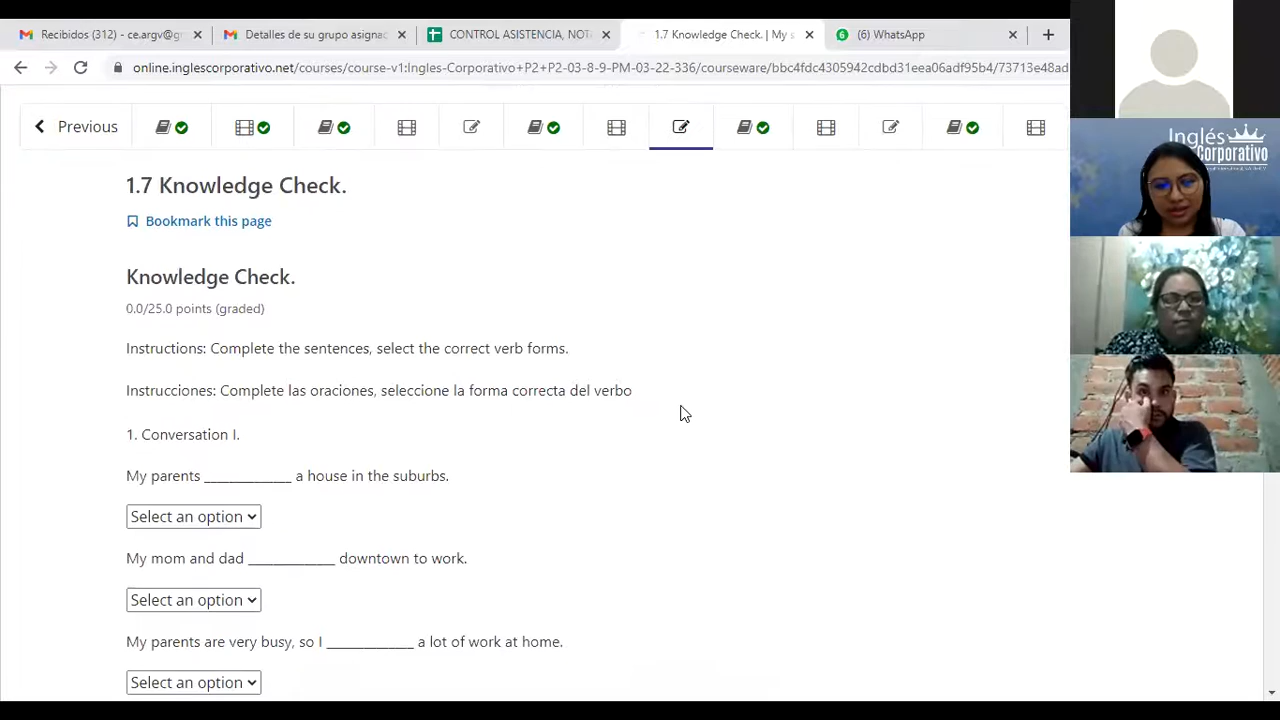 Recibidos (312) - ce.argv@g
Detalles de su grupo asignac
CONTROL ASISTENCIA, NOT
1.7 Knowledge Check. | My s
(6) WhatsApp
online.inglescorporativo.net/courses/course-v1:Ingles-Corporativo+P2+P2-03-8-9-PM-03-22-336/courseware/bbc4fdc4305942cdbd31eea06adf95b4/73713e48ad
Previous
Inglés
Corporativo
1.7 Knowledge Check.
Bookmark this page
Knowledge Check.
0.0/25.0 points (graded)
Instructions: Complete the sentences, select the correct verb forms.
Instrucciones: Complete las oraciones, seleccione la forma correcta del verbo
1. Conversation I.
My parents _____________ a house in the suburbs.
Select an option
My mom and dad _____________ downtown to work.
Select an option
My parents are very busy, so I _____________ a lot of work at home.
Select an option